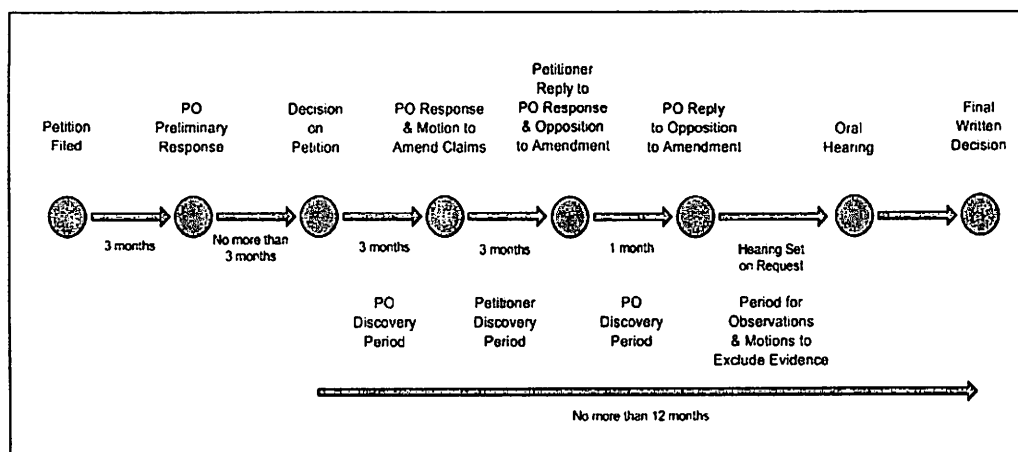 Petition
Filed
PO
Preliminary
Response
Decision
on
Petition
PO Response
& Motion to
Amend Claims
Petitioner
Reply to
PO Response
& Opposition
to Amendment
PO Reply
to Opposition
to Amendment
Oral
Hearing
Final
Written
Decision
3 months
No more than
3 months
3 months
3 months
1 month
Hearing Set
on Request
PO
Discovery
Period
Petitioner
Discovery
Period
PO
Discovery
Period
Period for
Observations
& Motions to
Exclude Evidence
No more than 12 months